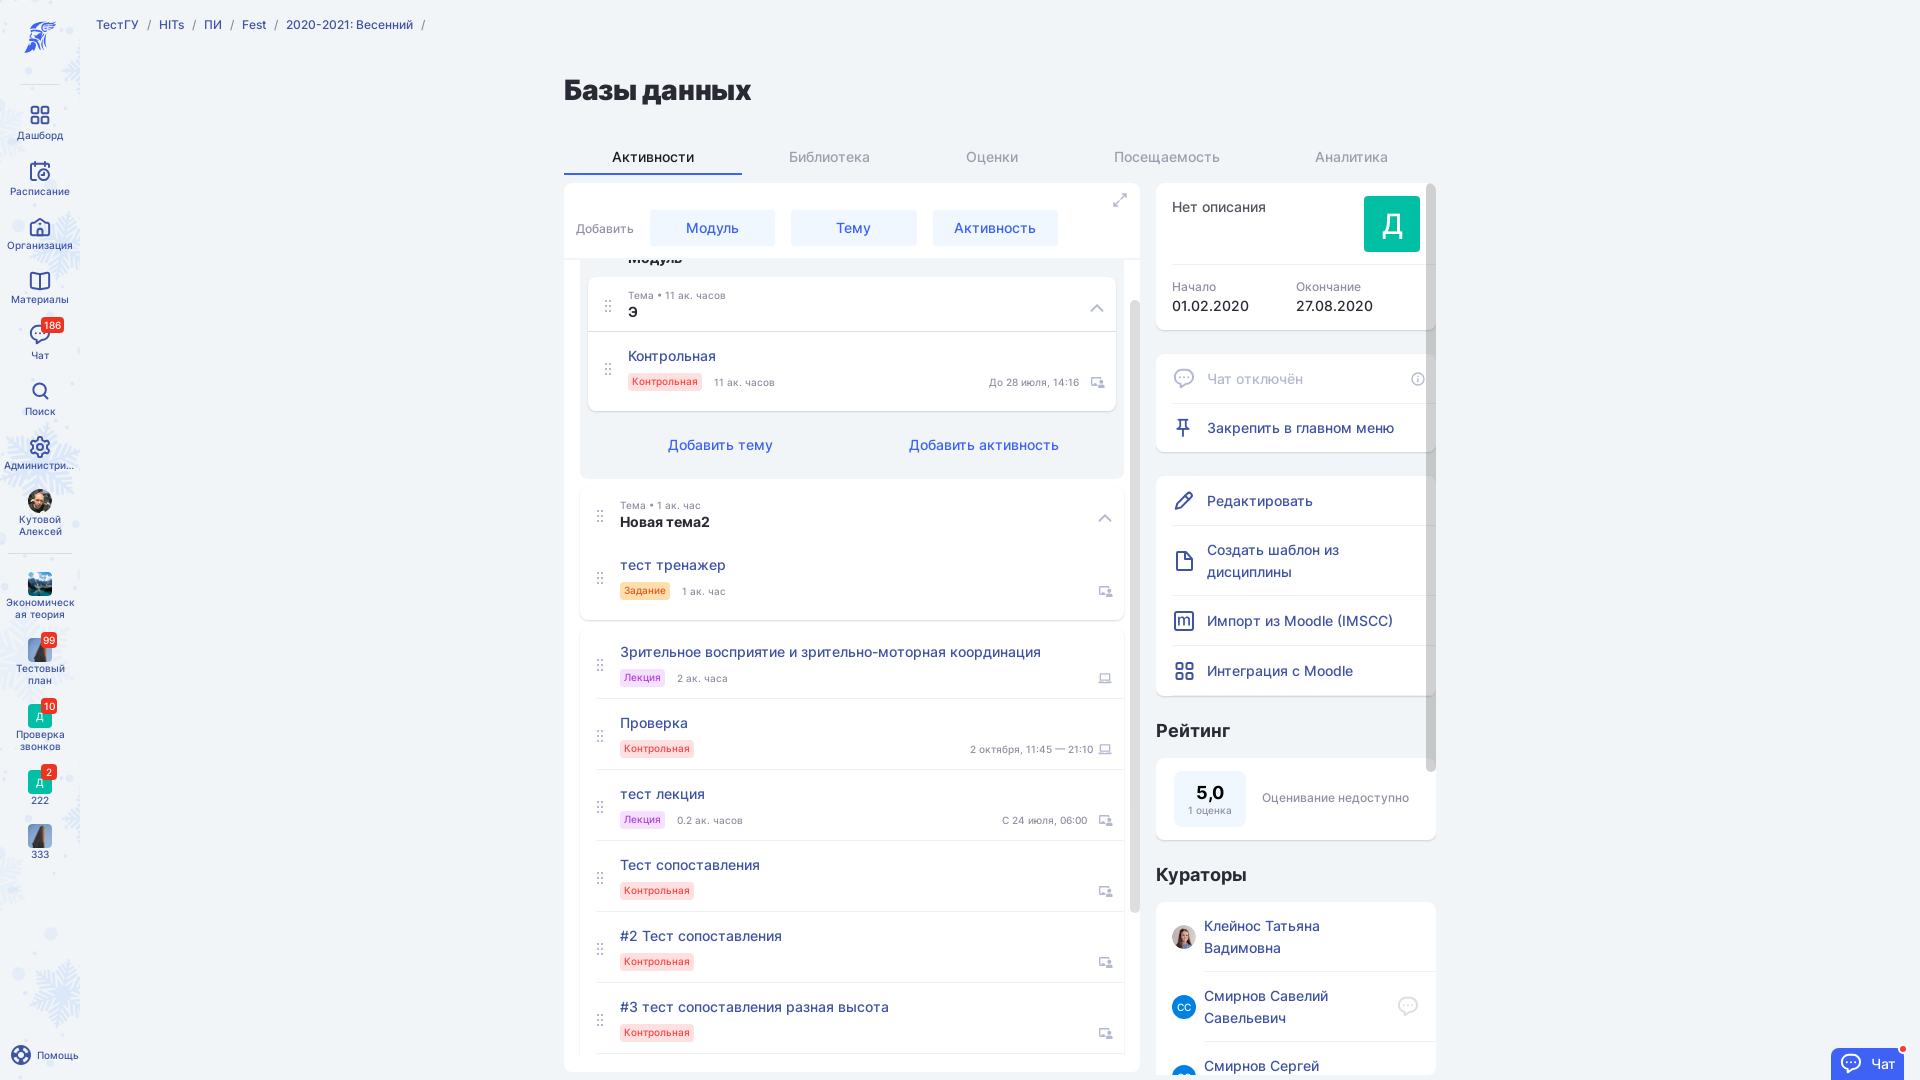 ТестГУ / HITs / ПИ / Fest / 2020-2021: Весенний /
Дашборд
Расписание
Организация
Материалы
186
Чат
Поиск
Администри...
Кутовой
Алексей
Экономическ
ая теория
99
Тестовый
план
10
Д
Проверка
звонков
2
Д
222
333
Помощь
Базы данных
Активности
Библиотека
Оценки
Посещаемость
Аналитика
Добавить
Модуль
Тему
Активность
Модуль
Тема • 11 ак. часов
Э
Контрольная
Контрольная 11 ак. часов До 28 июля, 14:16
Добавить тему Добавить активность
Тема • 1 ак. час
Новая тема2
тест тренажер
Задание 1 ак. час
Зрительное восприятие и зрительно-моторная координация
Лекция 2 ак. часа
Проверка
Контрольная 2 октября, 11:45 — 21:10
тест лекция
Лекция 0.2 ак. часов С 24 июля, 06:00
Тест сопоставления
Контрольная
#2 Тест сопоставления
Контрольная
#3 тест сопоставления разная высота
Контрольная
Нет описания
Д
Начало Окончание
01.02.2020 27.08.2020
Чат отключён
Закрепить в главном меню
Редактировать
Создать шаблон из
дисциплины
Импорт из Moodle (IMSCC)
Интеграция с Moodle
Рейтинг
5,0
1 оценка
Оценивание недоступно
Кураторы
Клейнос Татьяна
Вадимовна
СС
Смирнов Савелий
Савельевич
Смирнов Сергей
Чат